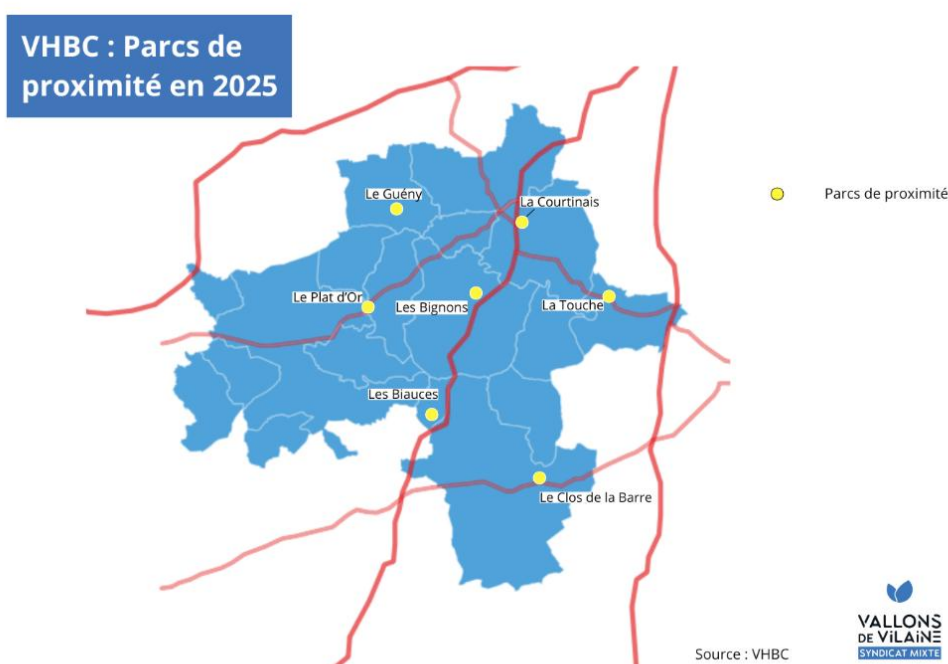 VHBC : Parcs de
proximité en 2025
Le Guény
La Courtinais
Parcs de proximité
Le Plat d'Or
Les Bignons
La Touche
Les Biauces
Le Clos de la Barre
Source : VHBC
VALLONS
DE ViLAiNE
SYNDICAT MIXTE